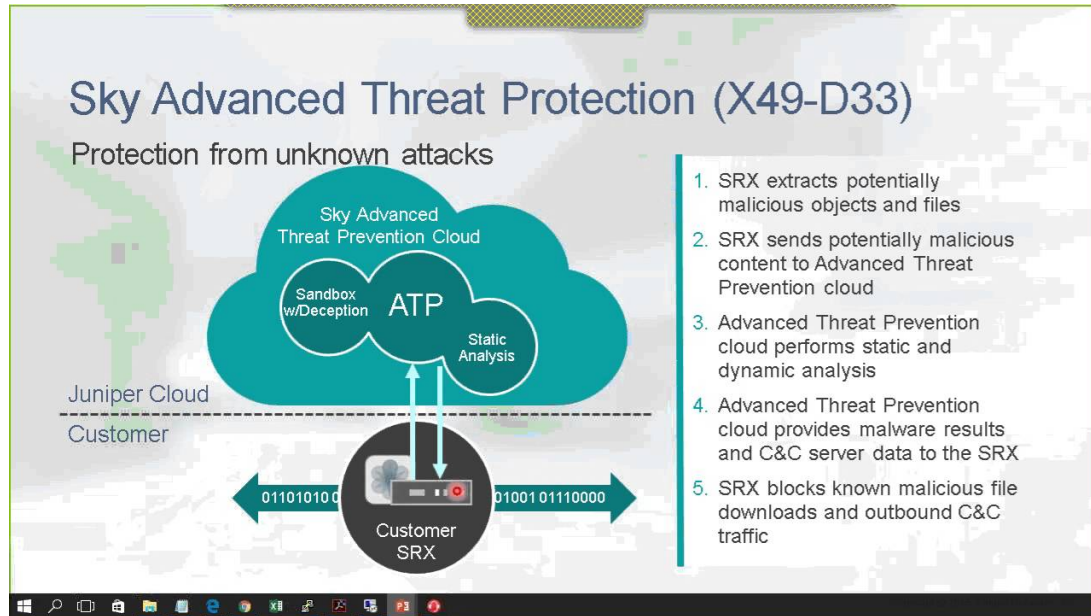 Sky Advanced Threat Protection (X49-D33)
Protection from unknown attacks
Sky Advanced
Threat Prevention Cloud
Sandbox
w/Deception
ATP
Static
Analysis
Juniper Cloud
Customer
01101010 0
01001 01110000
Customer
SRX
1. SRX extracts potentially
malicious objects and files
2. SRX sends potentially malicious
content to Advanced Threat
Prevention cloud
3. Advanced Threat Prevention
cloud performs static and
dynamic analysis
4. Advanced Threat Prevention
cloud provides malware results
and C&C server data to the SRX
5. SRX blocks known malicious file
downloads and outbound C&C
traffic